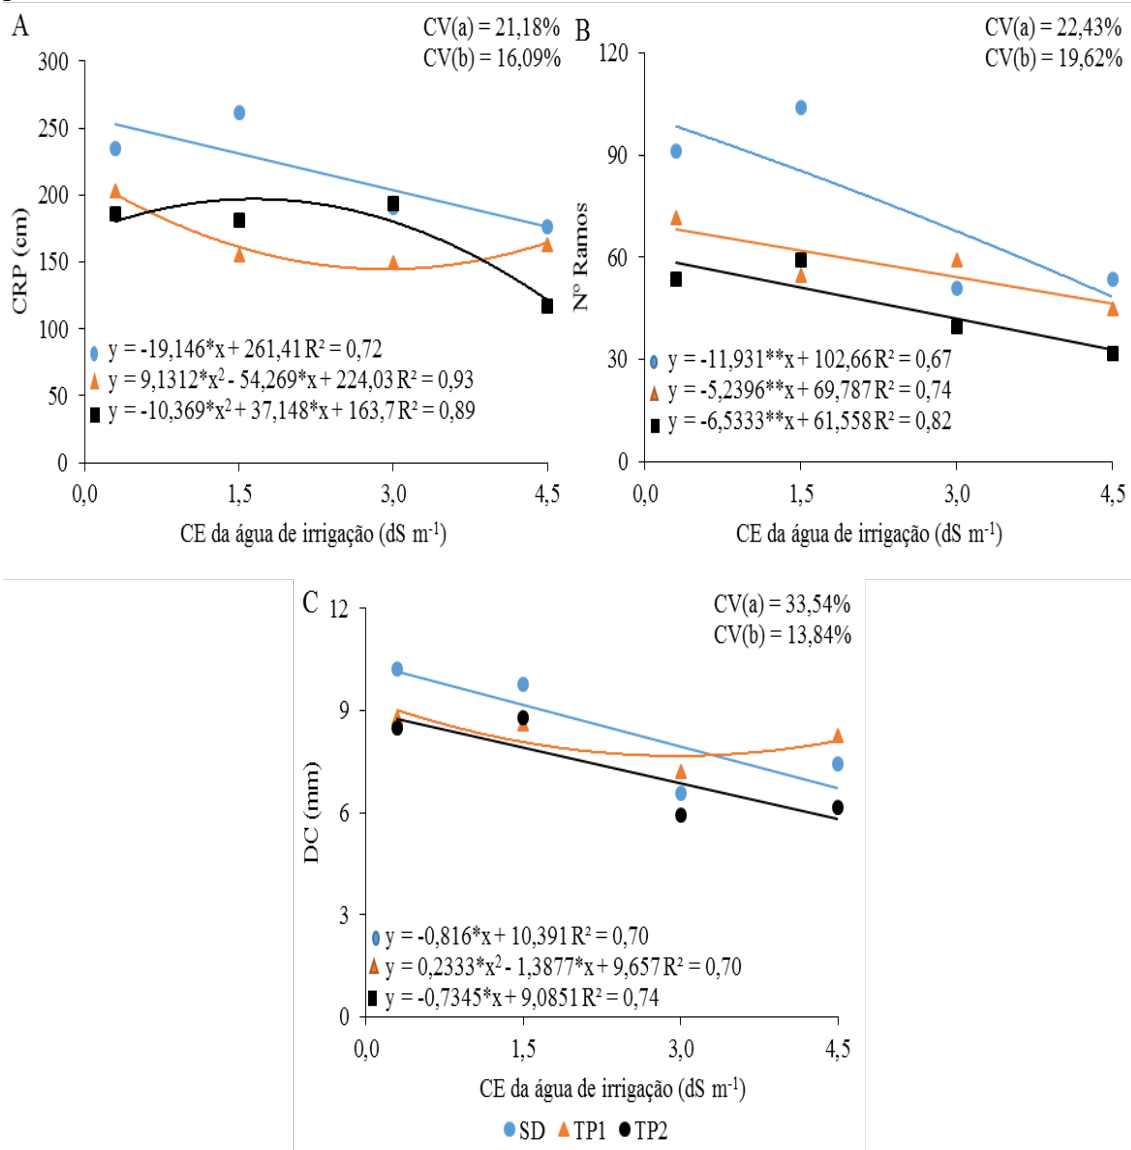 A
CV(a) = 21,18%
CV(b) = 16,09%
300
250
200
150
100
50
0
CRP (cm)
y = -19,146*x + 261,41 R² = 0,72
y = 9,1312*x² - 54,269*x + 224,03 R² = 0,93
y = -10,369*x² + 37,148*x + 163,7 R² = 0,89
0,0 1,5 3,0 4,5
CE da água de irrigação (dS m⁻¹)
B
CV(a) = 22,43%
CV(b) = 19,62%
120
90
60
30
0
Nº Ramos
y = -11,931**x + 102,66 R² = 0,67
y = -5,2396**x + 69,787 R² = 0,74
y = -6,5333**x + 61,558 R² = 0,82
0,0 1,5 3,0 4,5
CE da água de irrigação (dS m⁻¹)
C
CV(a) = 33,54%
CV(b) = 13,84%
12
9
6
3
0
DC (mm)
y = -0,816*x + 10,391 R² = 0,70
y = 0,2333*x² - 1,3877*x + 9,657 R² = 0,70
y = -0,7345*x + 9,0851 R² = 0,74
0,0 1,5 3,0 4,5
CE da água de irrigação (dS m⁻¹)
SD TP1 TP2